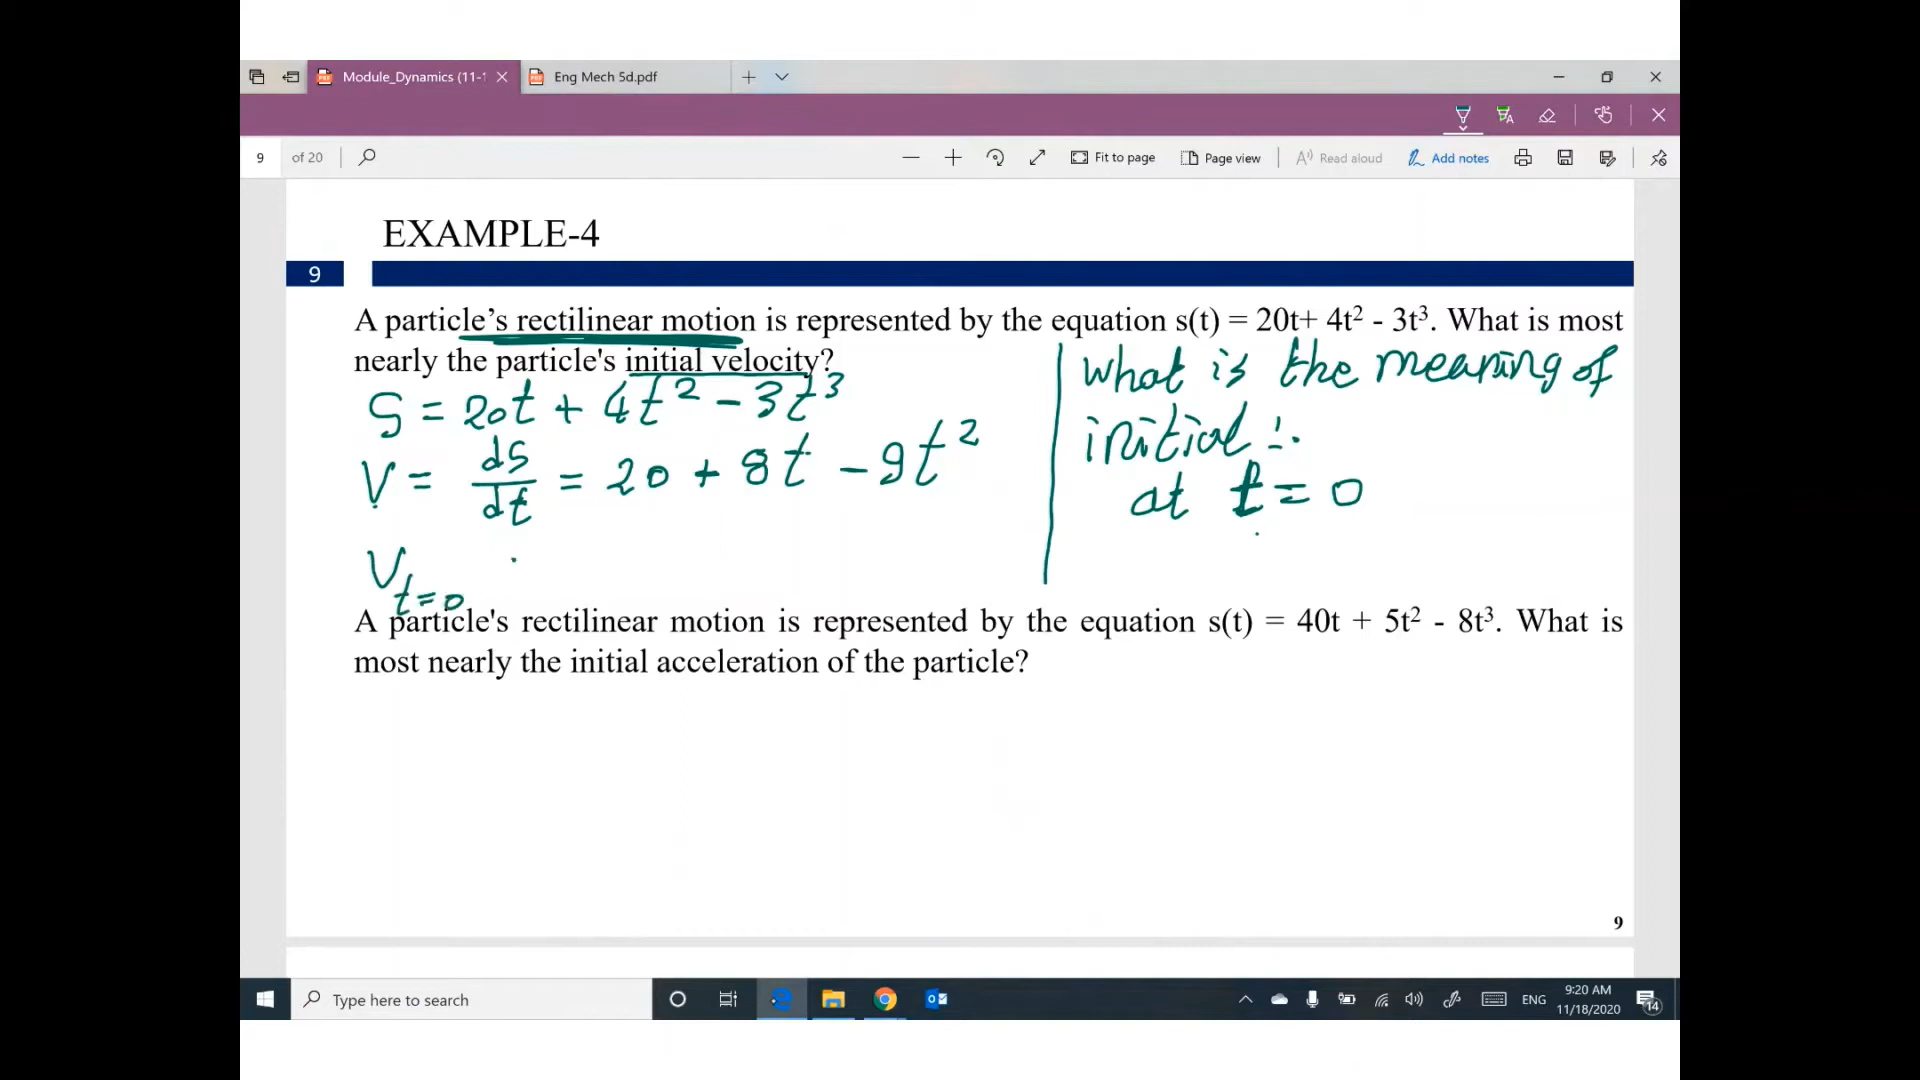 Module_Dynamics (11-1
Eng Mech 5d.pdf
9 of 20
Fit to page
Page view
Read aloud
Add notes
EXAMPLE-4
9
A particle's rectilinear motion is represented by the equation s(t) = 20t+ 4t² - 3t³. What is most
nearly the particle's initial velocity?
S = 20t + 4t² - 3t³
V = ds/dt = 20 + 8t - 9t²
V t=0
What is the meaning of
initial :.
at t = 0
A particle's rectilinear motion is represented by the equation s(t) = 40t + 5t² - 8t³. What is
most nearly the initial acceleration of the particle?
9
Type here to search
ENG
9:20 AM
11/18/2020
14